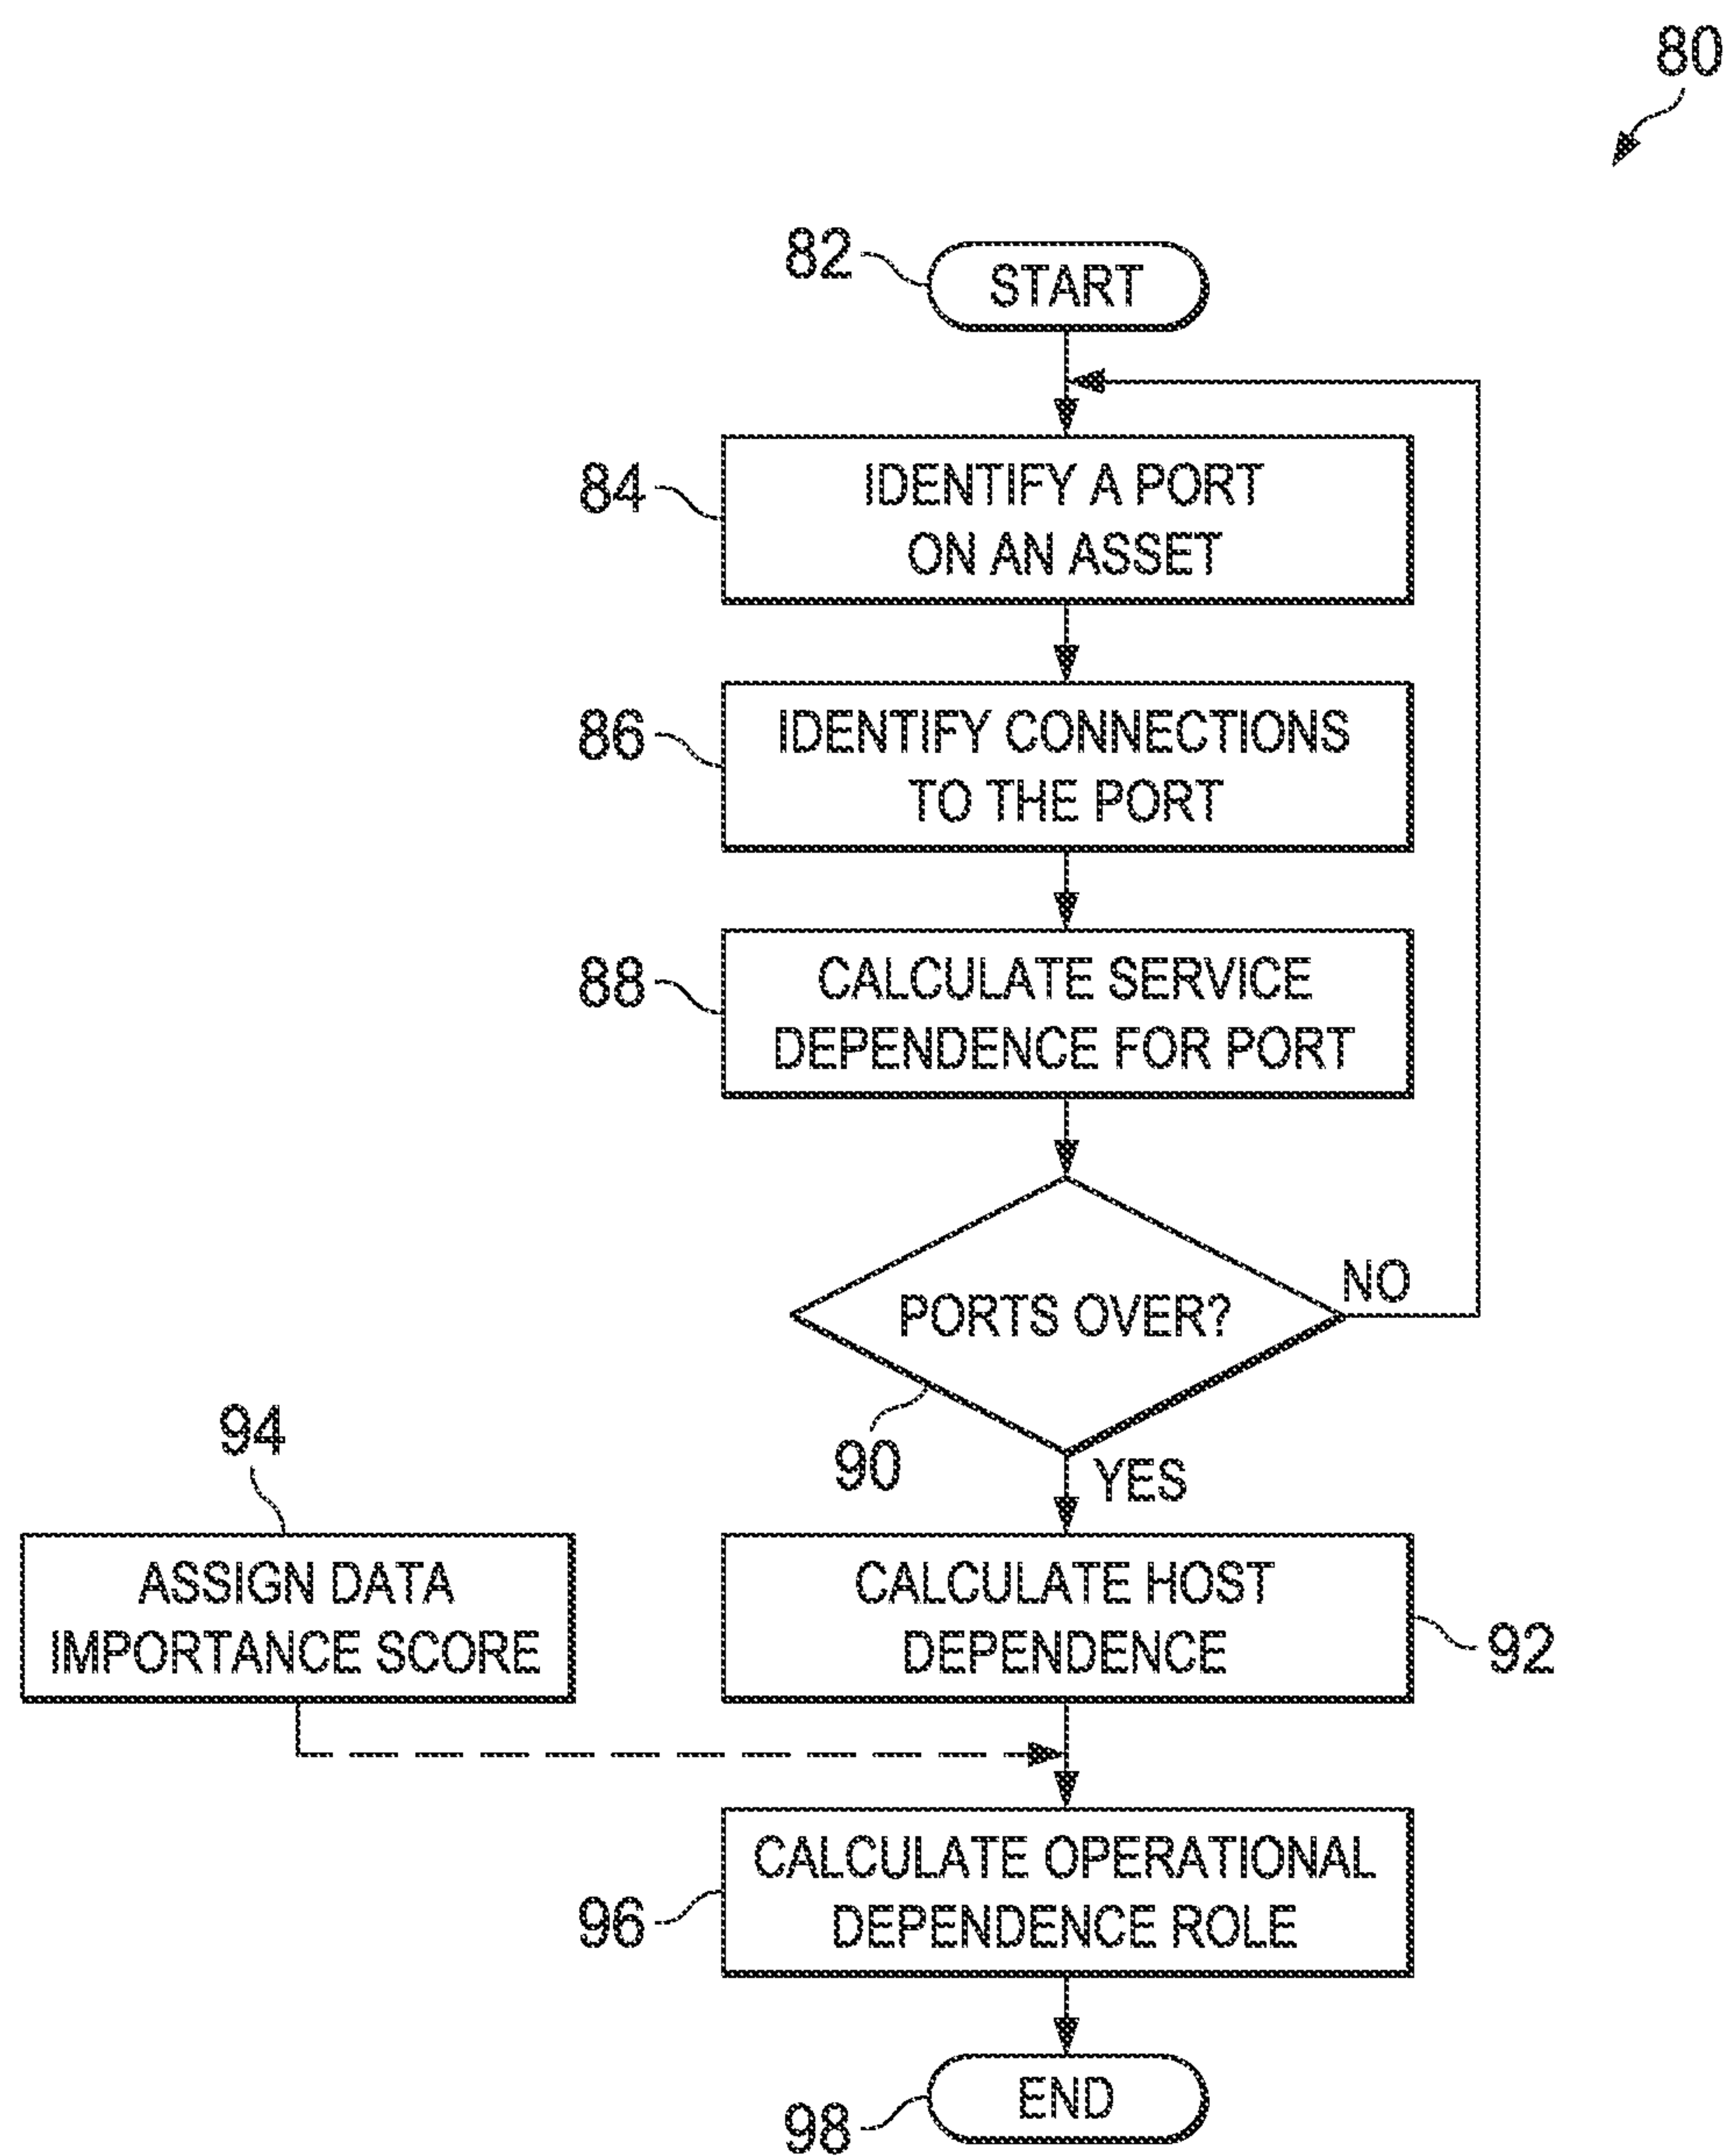 80
82
START
84
IDENTIFY A PORT
ON AN ASSET
86
IDENTIFY CONNECTIONS
TO THE PORT
88
CALCULATE SERVICE
DEPENDENCE FOR PORT
PORTS OVER?
NO
90
YES
94
ASSIGN DATA
IMPORTANCE SCORE
CALCULATE HOST
DEPENDENCE
92
CALCULATE OPERATIONAL
DEPENDENCE ROLE
96
END
98